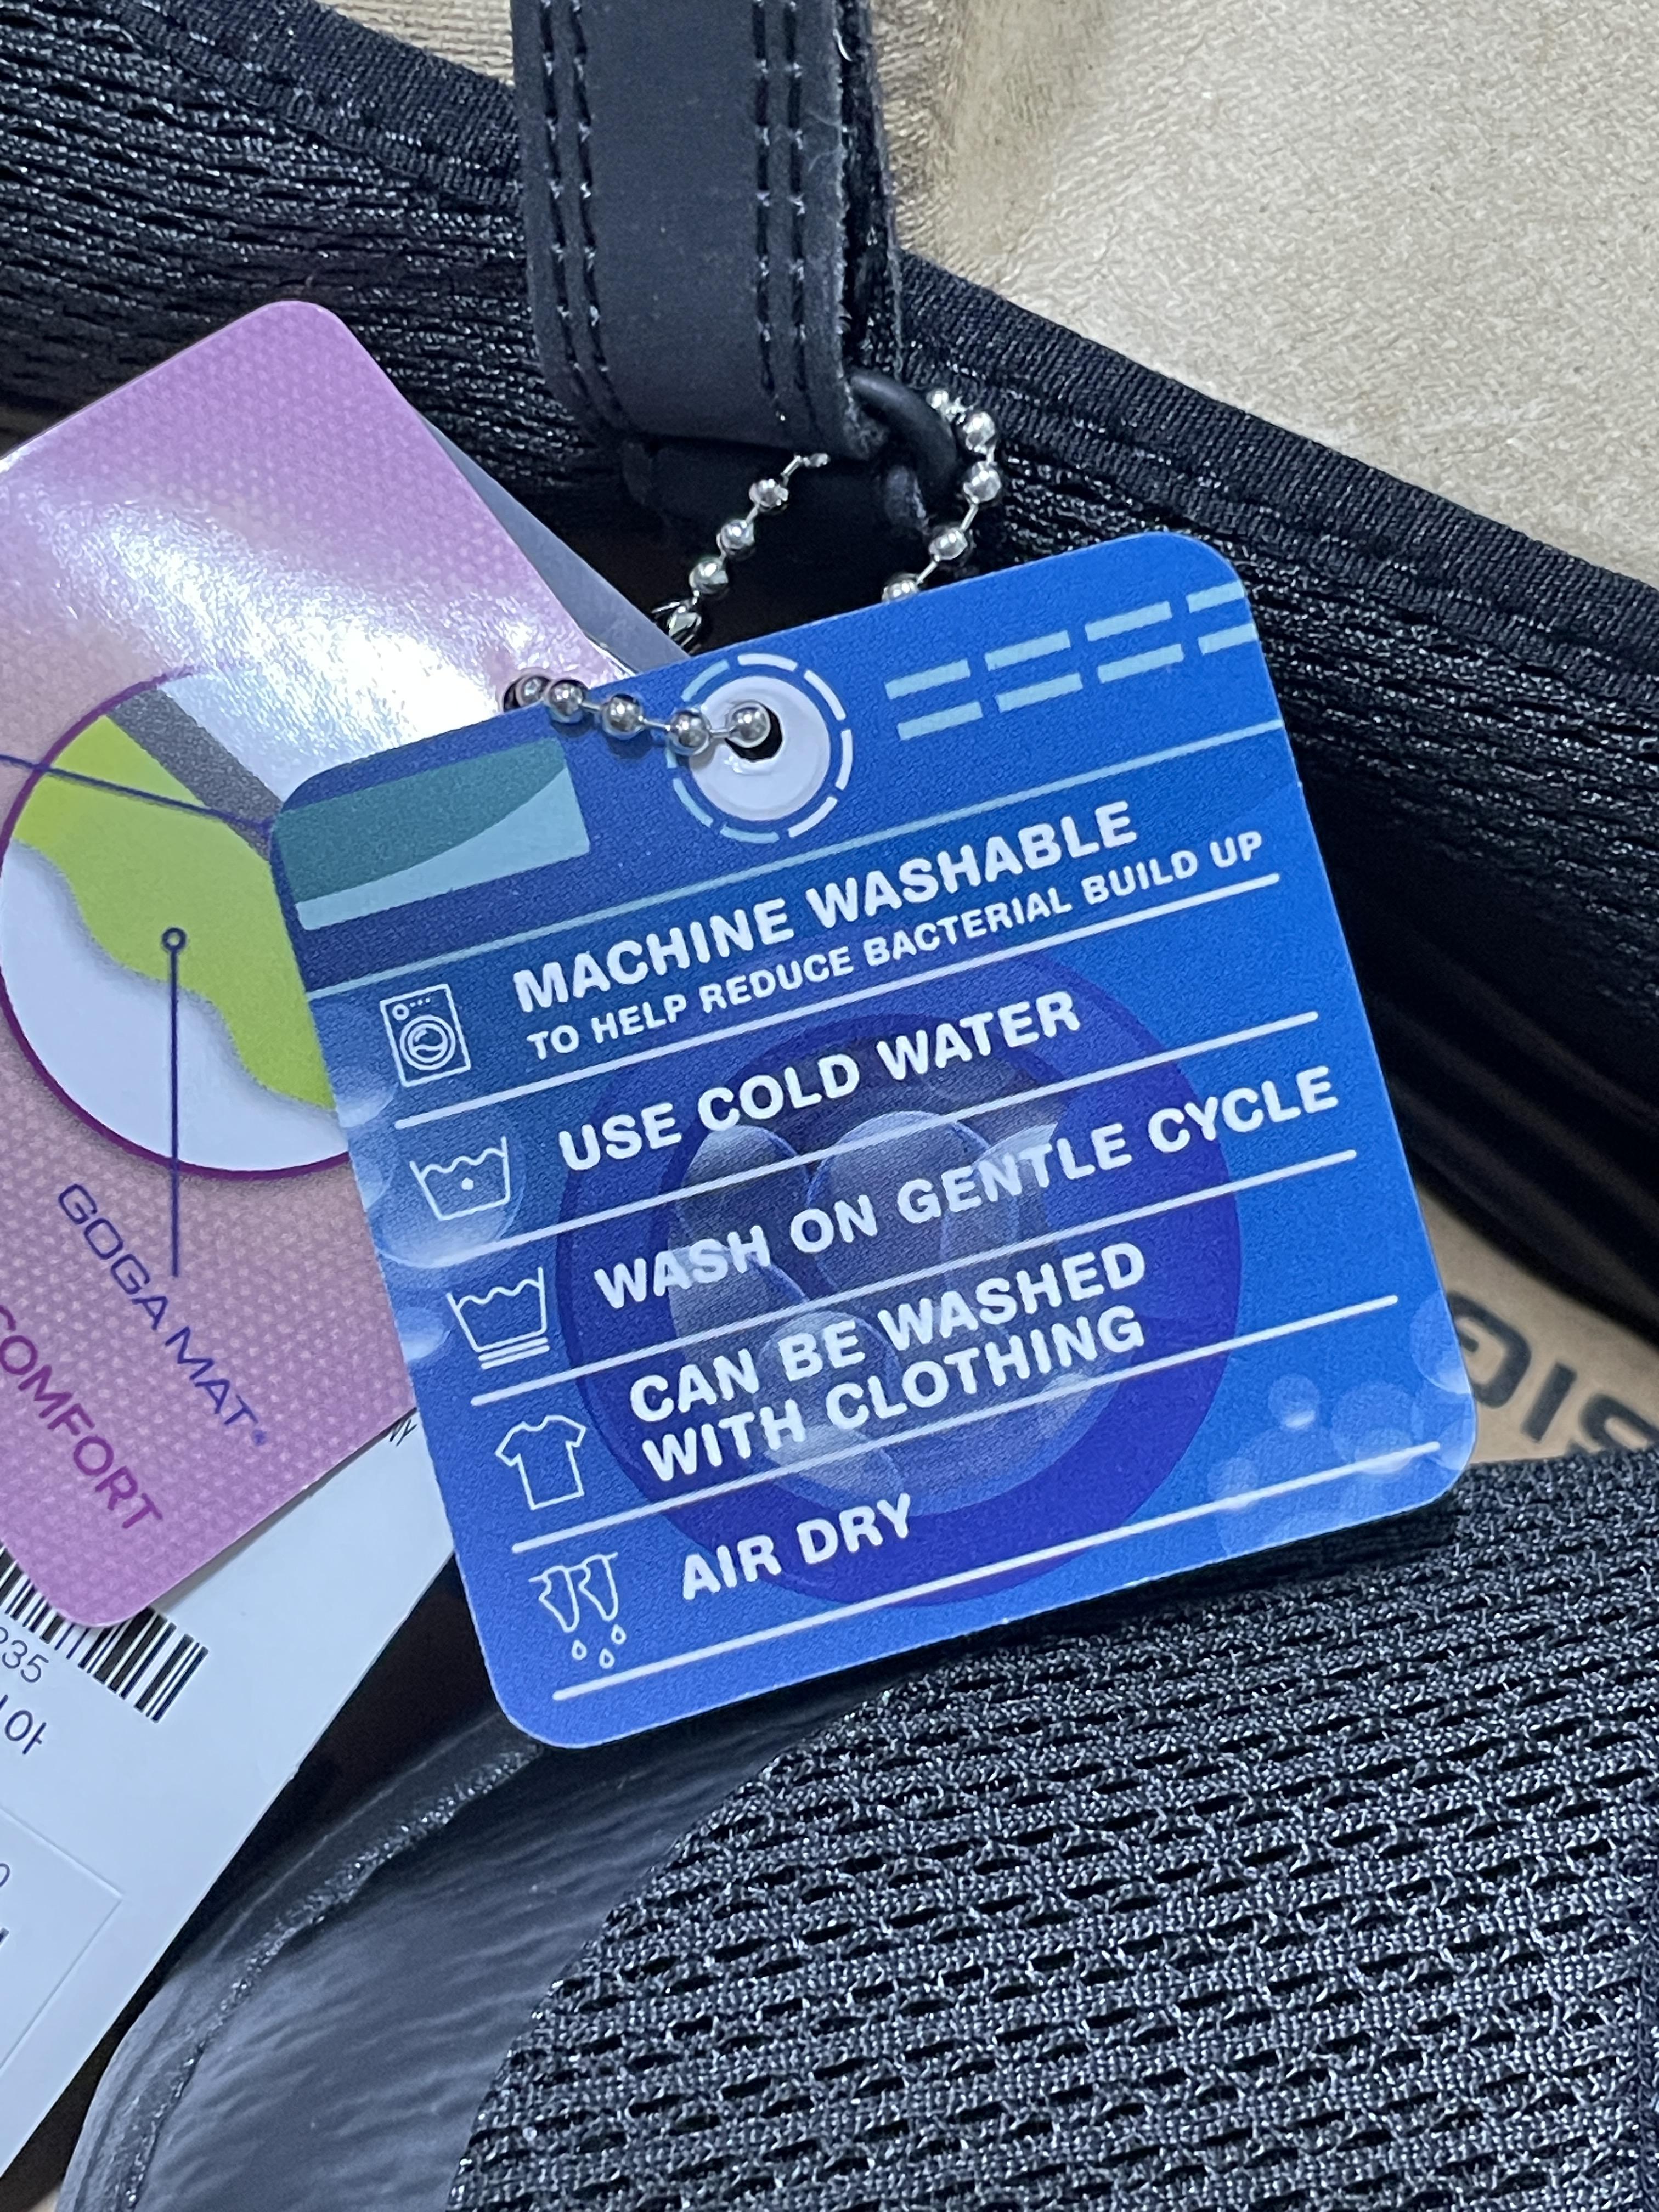 MACHINE WASHABLE
TO HELP REDUCE BACTERIAL BUILD UP
USE COLD WATER
WASH ON GENTLE CYCLE
CAN BE WASHED
WITH CLOTHING
AIR DRY
GOGA MAT®
COMFORT